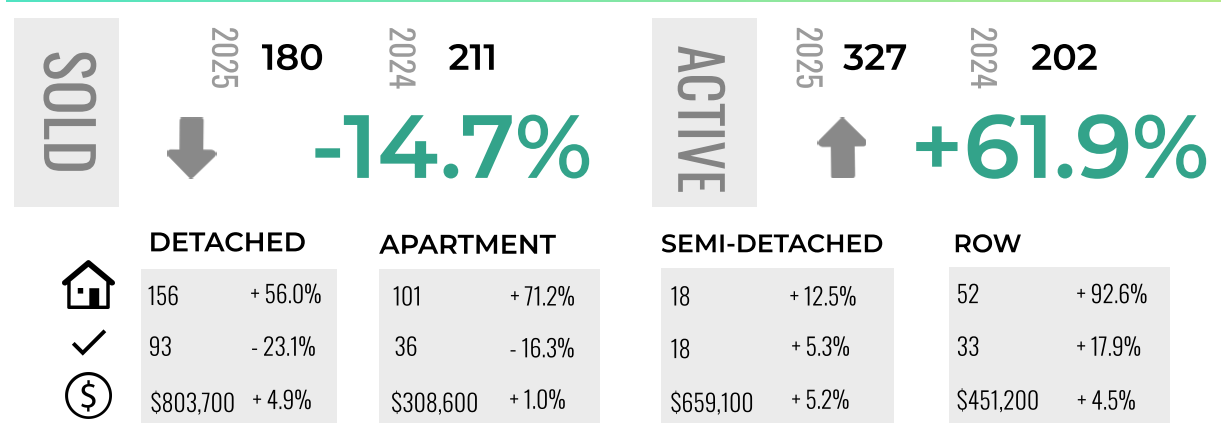 SOLD
2025 180 2024 211
-14.7%
ACTIVE
2025 327 2024 202
+61.9%
DETACHED
156 + 56.0%
93 - 23.1%
$803,700 + 4.9%
APARTMENT
101 + 71.2%
36 - 16.3%
$308,600 + 1.0%
SEMI-DETACHED
18 + 12.5%
18 + 5.3%
$659,100 + 5.2%
ROW
52 + 92.6%
33 + 17.9%
$451,200 + 4.5%